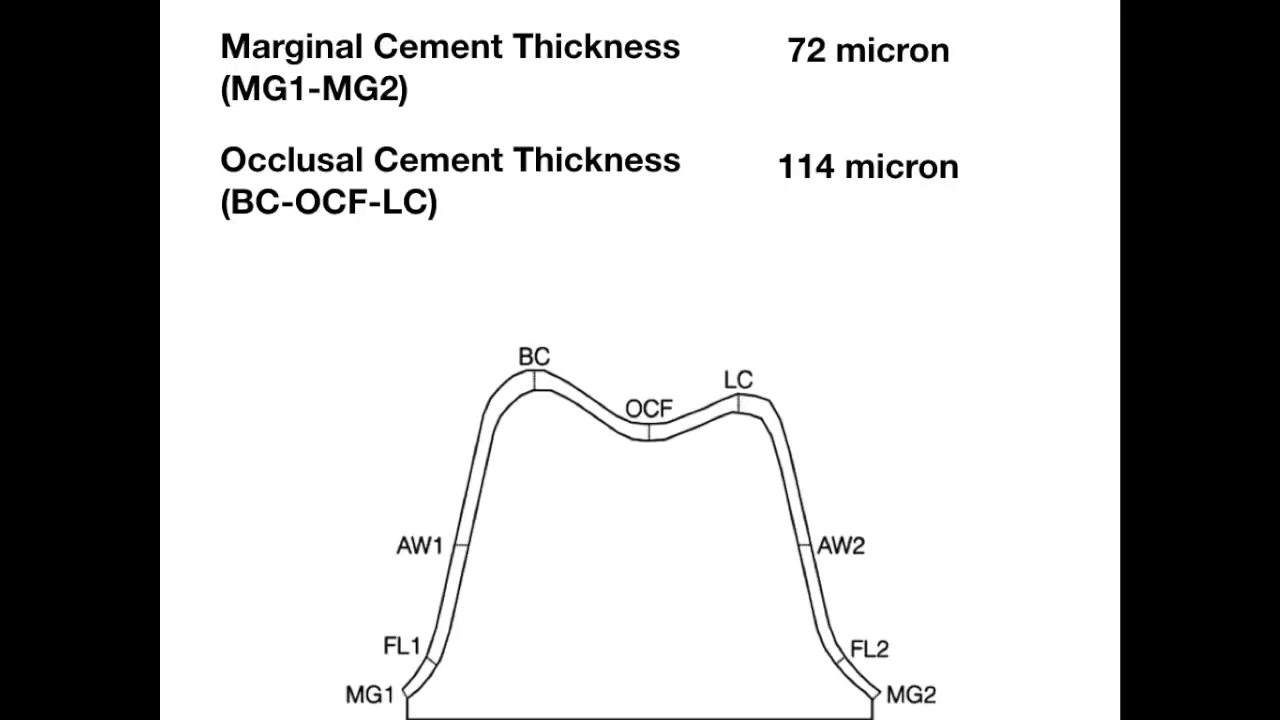 Marginal Cement Thickness 72 micron
(MG1-MG2)
Occlusal Cement Thickness 114 micron
(BC-OCF-LC)
BC
LC
OCF
AW1 AW2
FL1 FL2
MG1 MG2